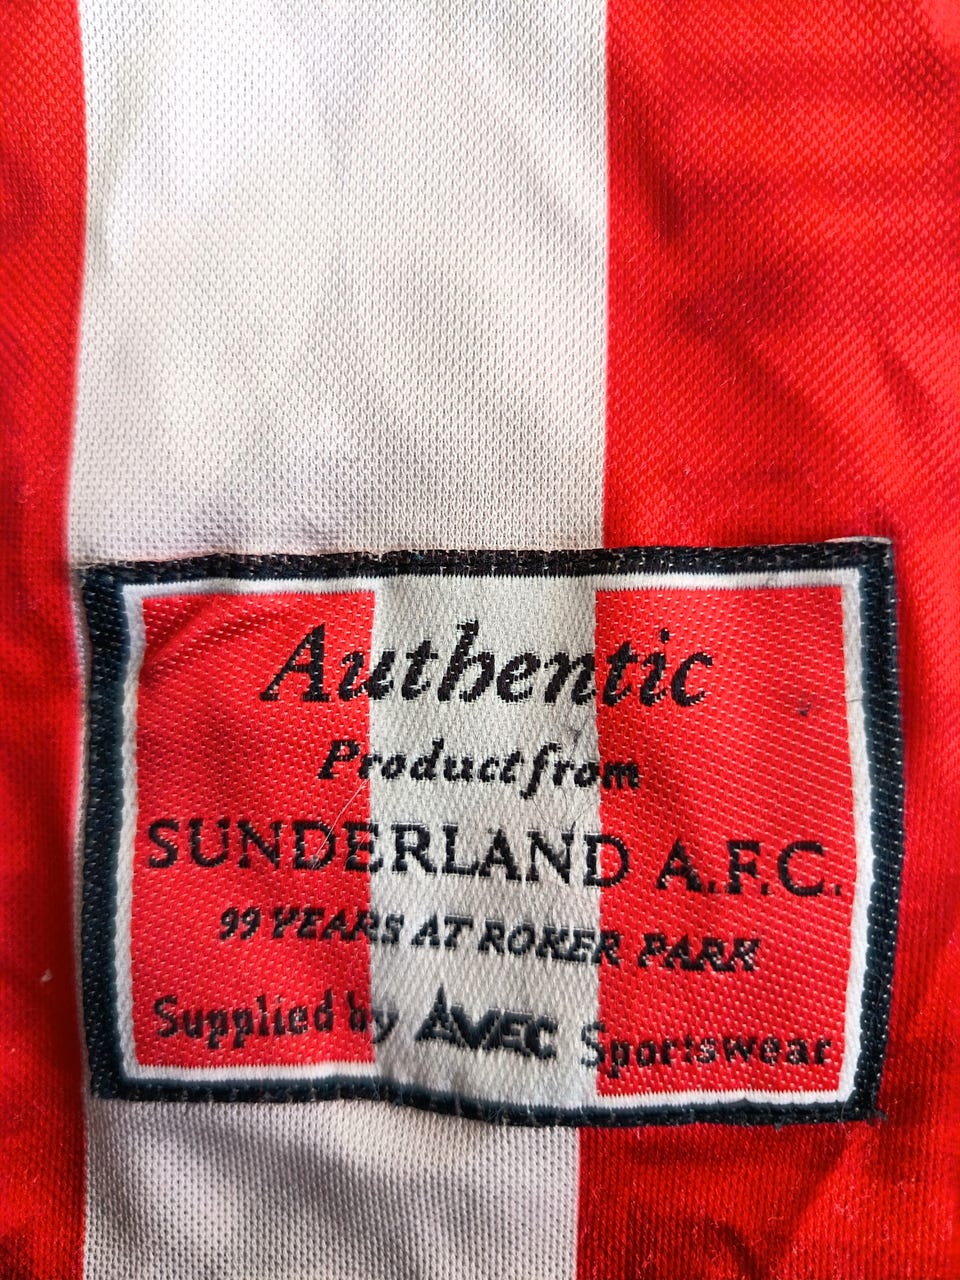 Authentic
Product from
SUNDERLAND A.F.C.
99 YEARS AT ROKER PARK
Supplied by AVEC Sportswear